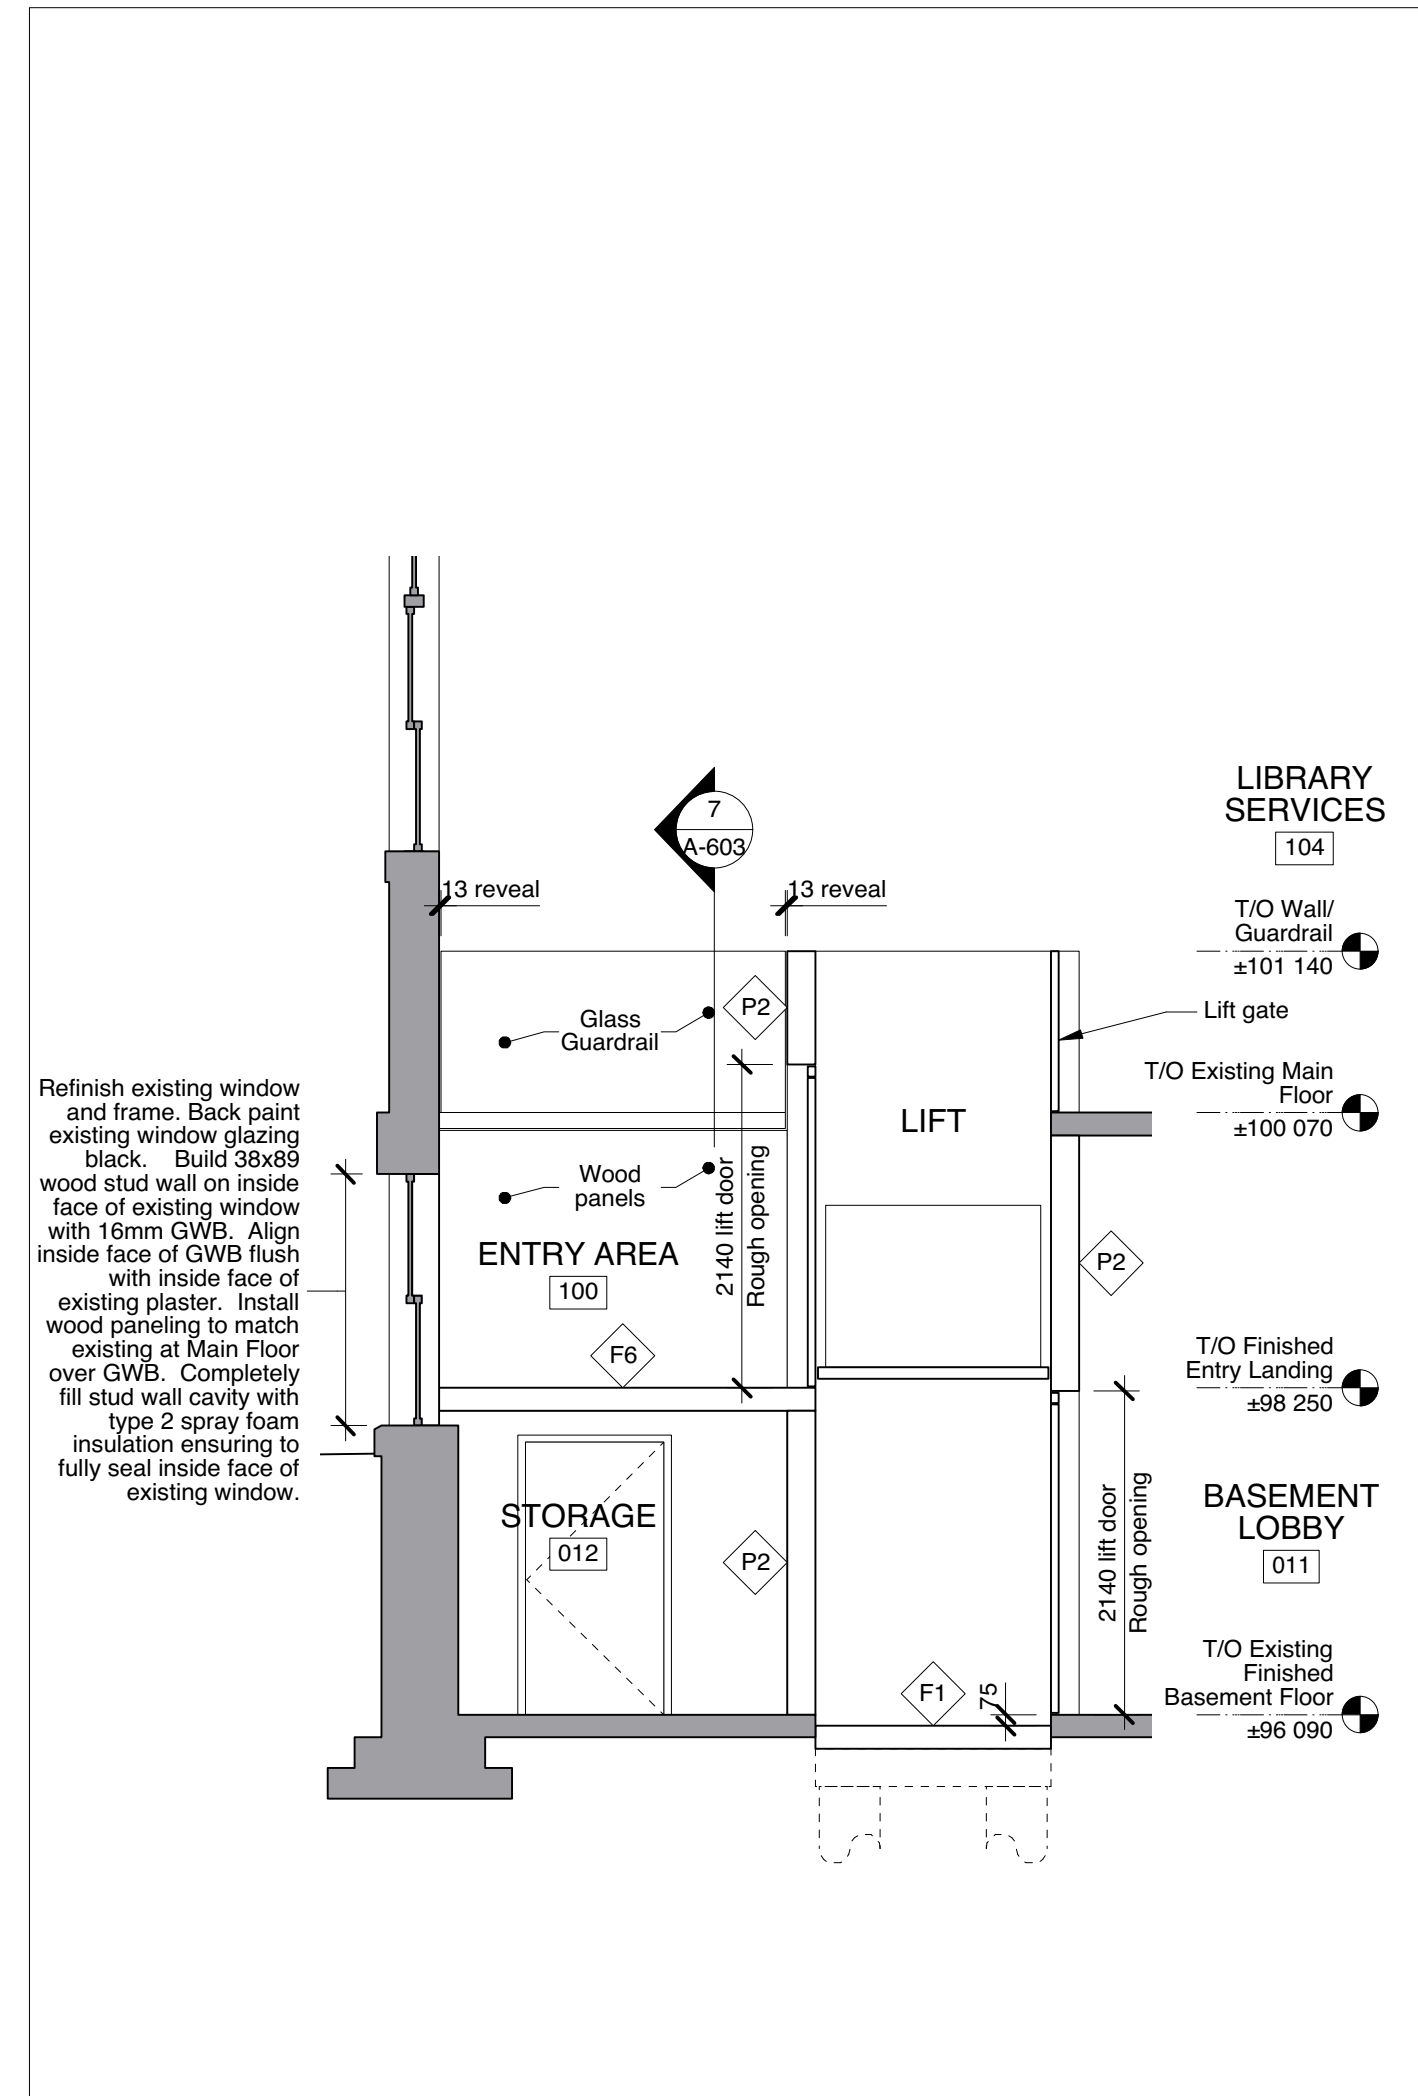 LIBRARY
SERVICES
104
7
A-603
13 reveal
13 reveal
T/O Wall/
Guardrail
±101 140
P2
Glass
Guardrail
Lift gate
T/O Existing Main
Floor
±100 070
LIFT
Refinish existing window
and frame. Back paint
existing window glazing
black. Build 38x89
wood stud wall on inside
face of existing window
with 16mm GWB. Align
inside face of GWB flush
with inside face of
existing plaster. Install
wood paneling to match
existing at Main Floor
over GWB. Completely
fill stud wall cavity with
type 2 spray foam
insulation ensuring to
fully seal inside face of
existing window.
Wood
panels
2140 lift door
Rough opening
ENTRY AREA
100
P2
F6
T/O Finished
Entry Landing
±98 250
STORAGE
012
P2
2140 lift door
Rough opening
BASEMENT
LOBBY
011
F1
75
T/O Existing
Finished
Basement Floor
±96 090